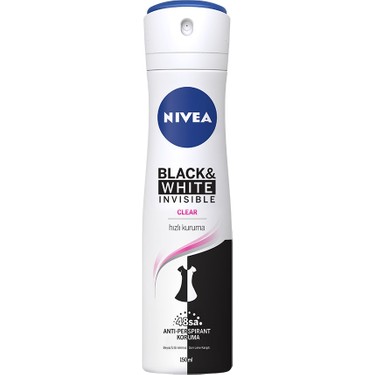 NIVEA
BLACK&
WHITE
INVISIBLE
CLEAR
hızlı kuruma
48sa
ANTI-PERSPIRANT
KORUMA
150ml